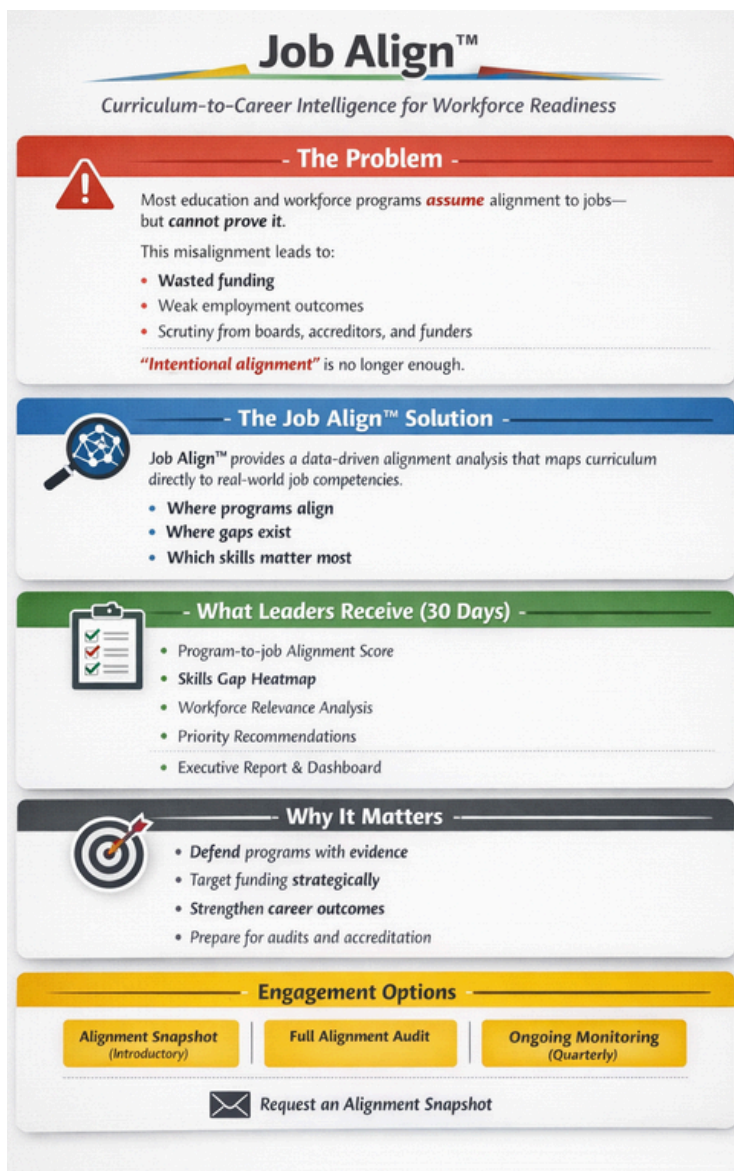 Job Align™
Curriculum-to-Career Intelligence for Workforce Readiness
- The Problem -
Most education and workforce programs assume alignment to jobs—
but cannot prove it.
This misalignment leads to:
• Wasted funding
• Weak employment outcomes
• Scrutiny from boards, accreditors, and funders
“Intentional alignment” is no longer enough.
- The Job Align™ Solution -
Job Align™ provides a data-driven alignment analysis that maps curriculum
directly to real-world job competencies.
• Where programs align
• Where gaps exist
• Which skills matter most
- What Leaders Receive (30 Days) -
• Program-to-job Alignment Score
• Skills Gap Heatmap
• Workforce Relevance Analysis
• Priority Recommendations
• Executive Report & Dashboard
- Why It Matters -
• Defend programs with evidence
• Target funding strategically
• Strengthen career outcomes
• Prepare for audits and accreditation
- Engagement Options -
Alignment Snapshot
(Introductory)
Full Alignment Audit
Ongoing Monitoring
(Quarterly)
Request an Alignment Snapshot